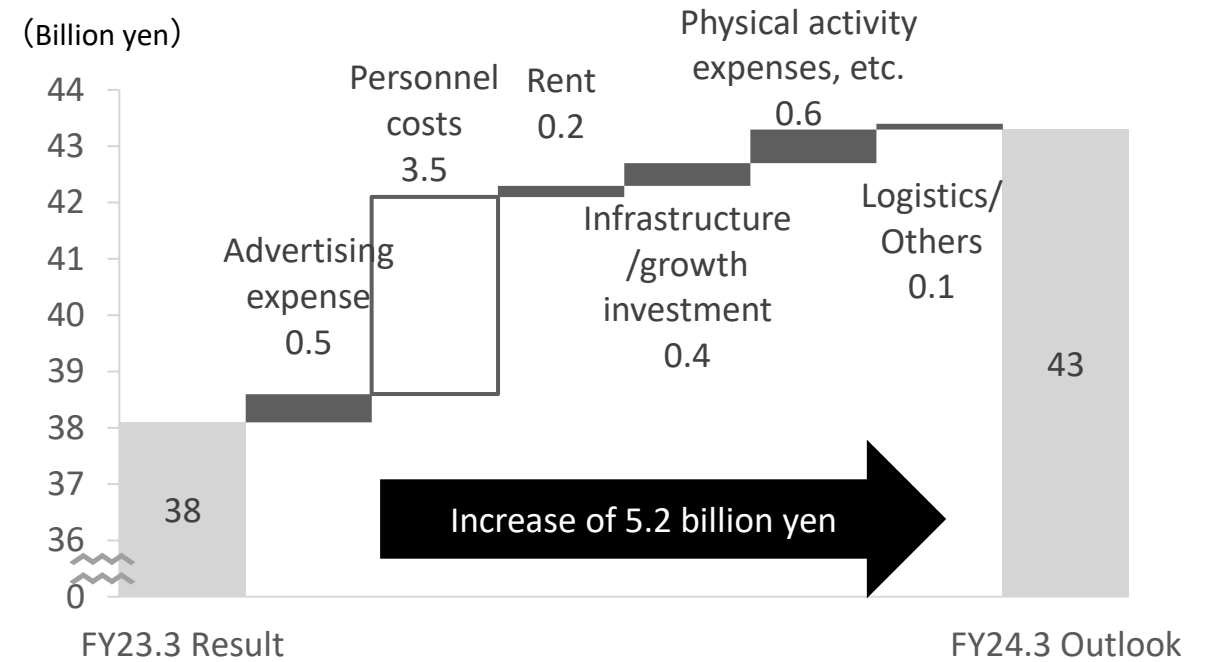 （Billion yen）
44
43
42
41
40
39
38
37
36
0
Advertising
expense
0.5
Personnel
costs
3.5
Rent
0.2
Infrastructure
/growth
investment
0.4
Physical activity
expenses, etc.
0.6
Logistics/
Others
0.1
38
43
Increase of 5.2 billion yen
FY23.3 Result
FY24.3 Outlook